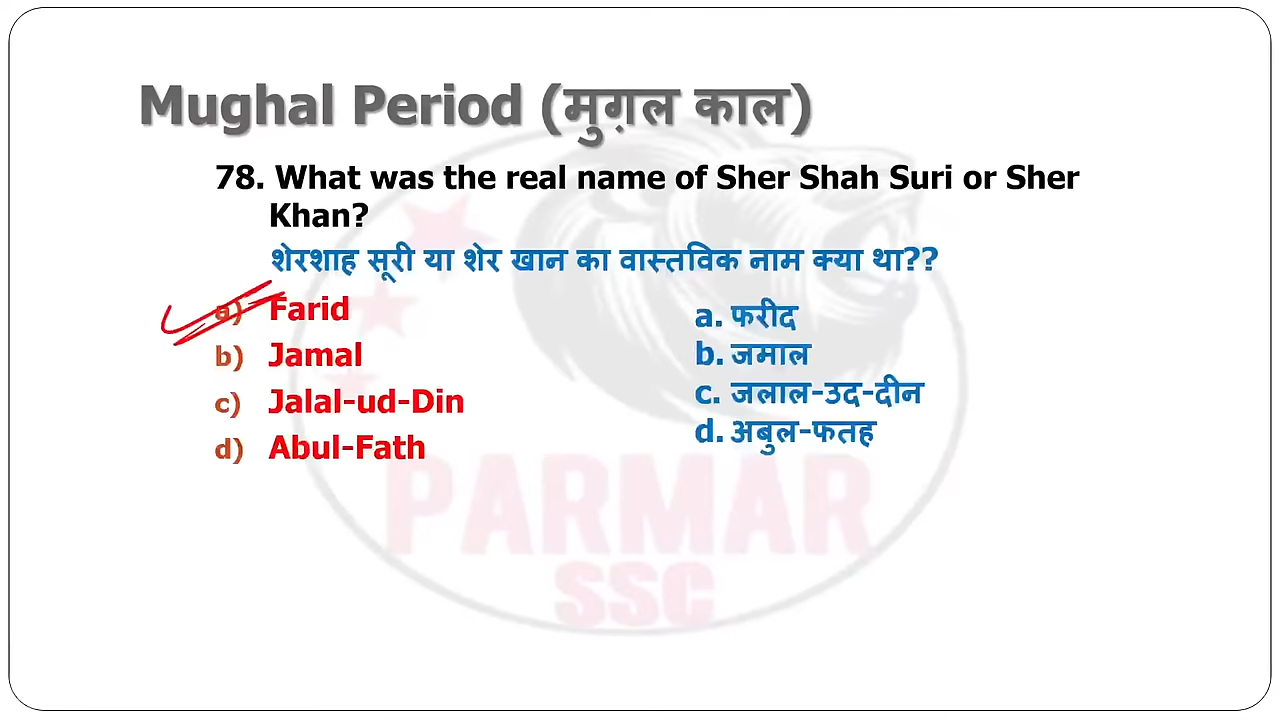 Mughal Period (मुग़ल काल)
78. What was the real name of Sher Shah Suri or Sher
Khan?
शेरशाह सूरी या शेर खान का वास्तविक नाम क्या था??
a) Farid
b) Jamal
c) Jalal-ud-Din
d) Abul-Fath
a. फरीद
b. जमाल
c. जलाल-उद-दीन
d. अबुल-फतह
PARMAR
SSC